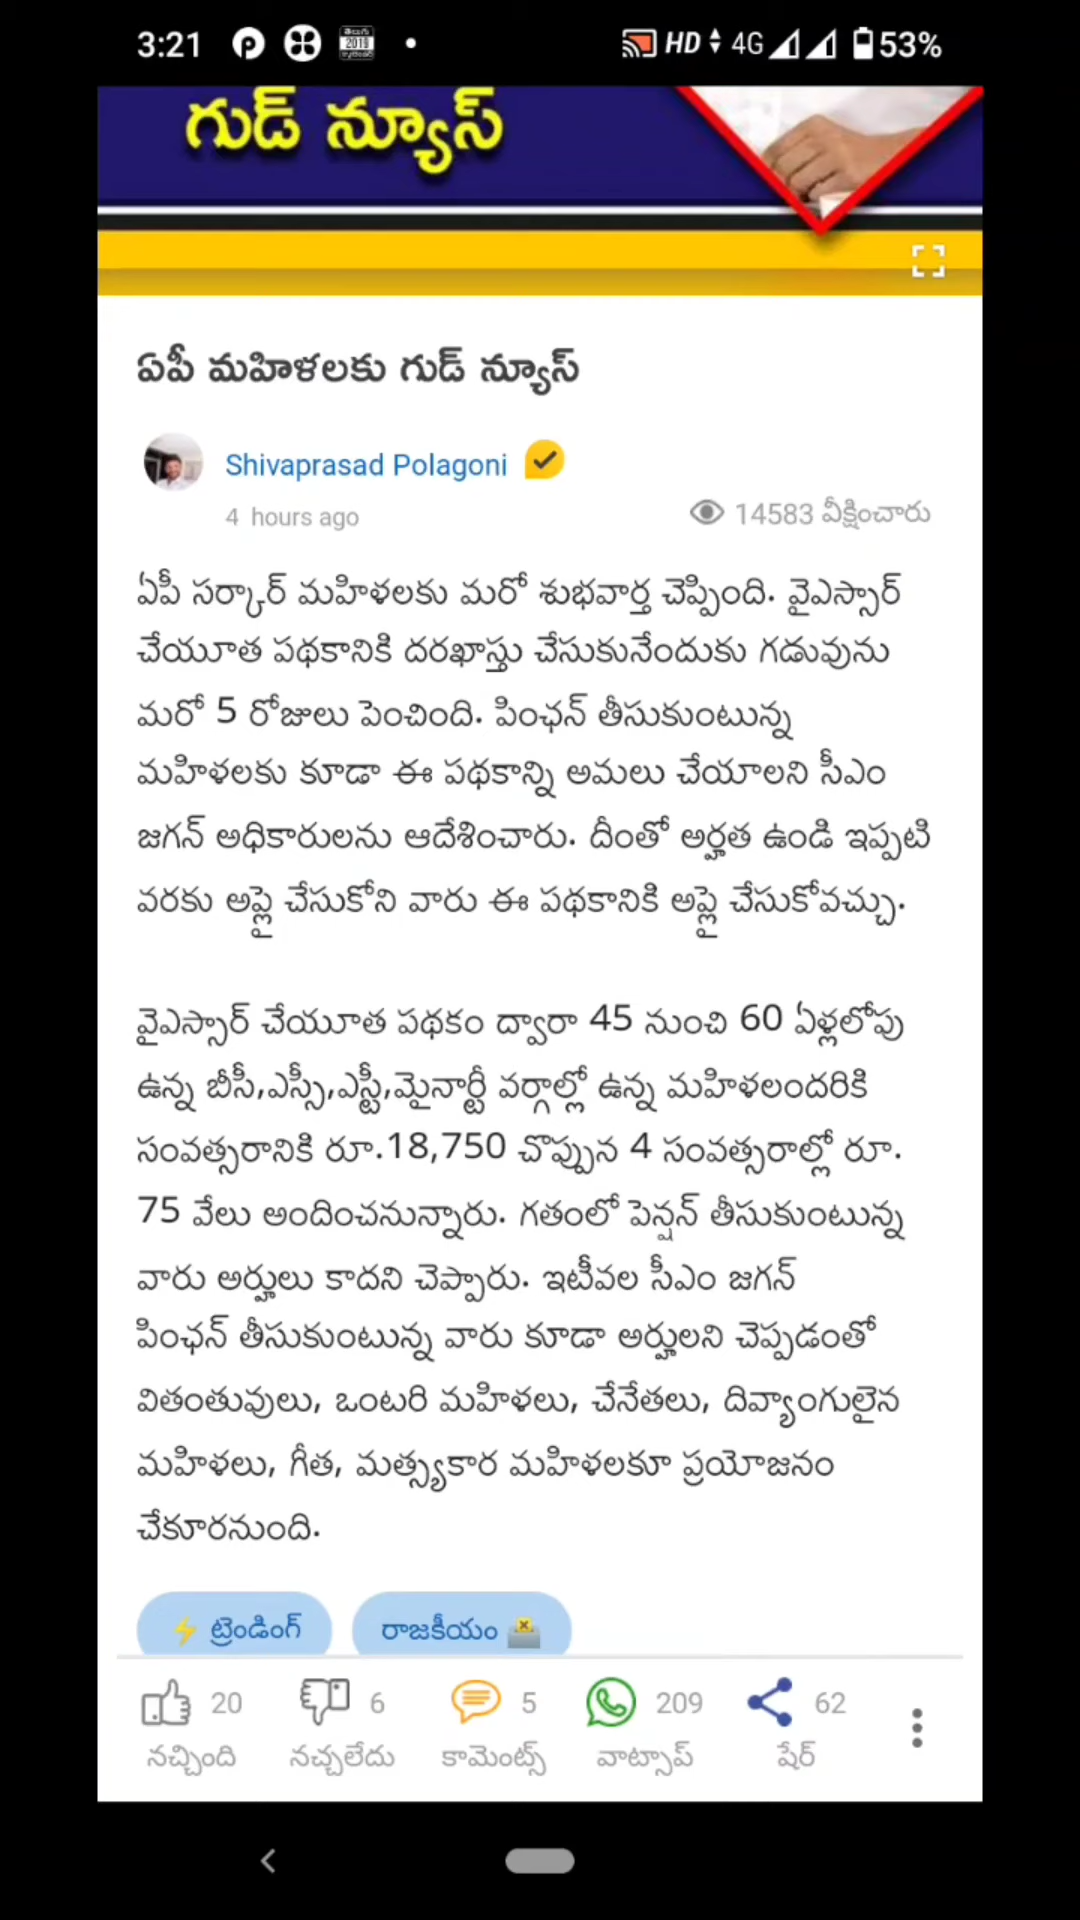 3:21
తెలుగు
2019
HD 4G 53%
గుడ్ న్యూస్
ఏపీ మహిళలకు గుడ్ న్యూస్
Shivaprasad Polagoni
4 hours ago
14583 వీక్షించారు
ఏపీ సర్కార్ మహిళలకు మరో శుభవార్త చెప్పింది. వైఎస్సార్
చేయూత పథకానికి దరఖాస్తు చేసుకునేందుకు గడువును
మరో 5 రోజులు పెంచింది. పింఛన్ తీసుకుంటున్న
మహిళలకు కూడా ఈ పథకాన్ని అమలు చేయాలని సీఎం
జగన్ అధికారులను ఆదేశించారు. దీంతో అర్హత ఉండి ఇప్పటి
వరకు అప్లై చేసుకోని వారు ఈ పథకానికి అప్లై చేసుకోవచ్చు.
వైఎస్సార్ చేయూత పథకం ద్వారా 45 నుంచి 60 ఏళ్లలోపు
ఉన్న బీసీ,ఎస్సీ,ఎస్టీ,మైనార్టీ వర్గాల్లో ఉన్న మహిళలందరికి
సంవత్సరానికి రూ.18,750 చొప్పున 4 సంవత్సరాల్లో రూ.
75 వేలు అందించనున్నారు. గతంలో పెన్షన్ తీసుకుంటున్న
వారు అర్హులు కాదని చెప్పారు. ఇటీవల సీఎం జగన్
పింఛన్ తీసుకుంటున్న వారు కూడా అర్హులని చెప్పడంతో
వితంతువులు, ఒంటరి మహిళలు, చేనేతలు, దివ్యాంగులైన
మహిళలు, గీత, మత్స్యకార మహిళలకూ ప్రయోజనం
చేకూరనుంది.
ట్రెండింగ్ రాజకీయం
20 6 5 209 62
నచ్చింది నచ్చలేదు కామెంట్స్ వాట్సాప్ షేర్